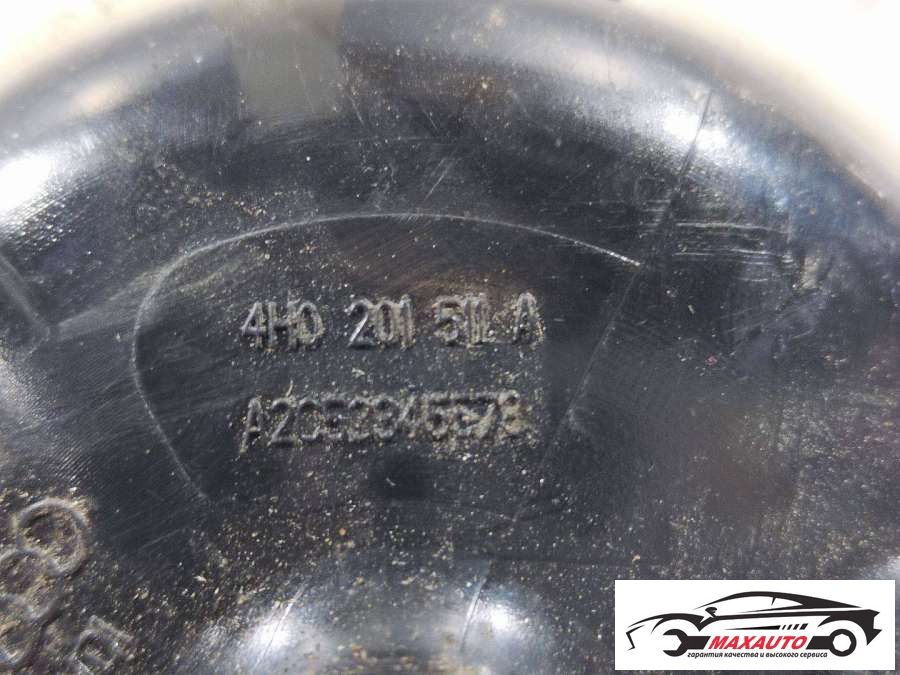 4H0 201 511 A
MAXAUTO
гарантия качества и высокого сервиса